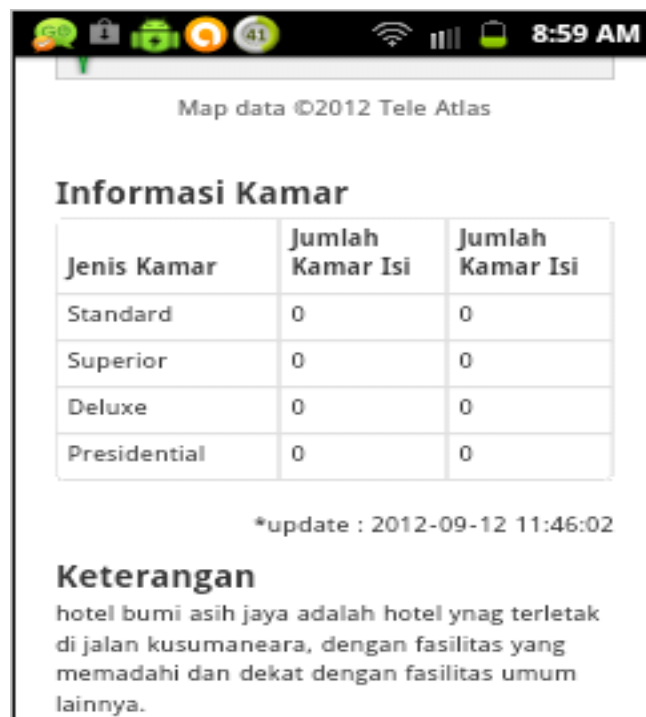 GO
41
8:59 AM
Map data ©2012 Tele Atlas
Informasi Kamar
Jenis Kamar Jumlah Kamar Isi Jumlah Kamar Isi
Standard 0 0
Superior 0 0
Deluxe 0 0
Presidential 0 0
*update : 2012-09-12 11:46:02
Keterangan
hotel bumi asih jaya adalah hotel ynag terletak
di jalan kusumaneara, dengan fasilitas yang
memadahi dan dekat dengan fasilitas umum
lainnya.